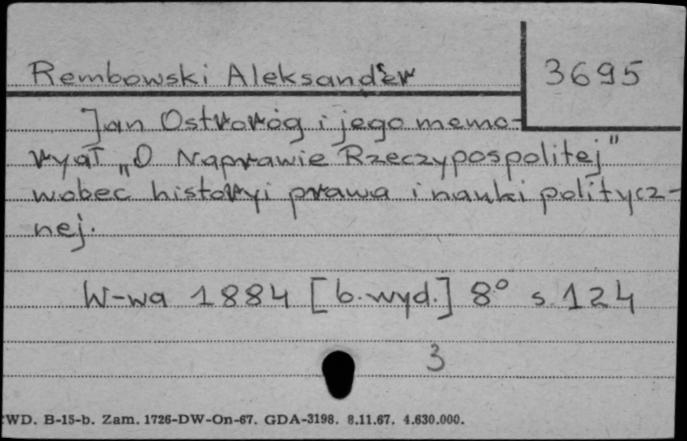 Rembowski Aleksander
3695
Jan Ostroróg i jego memo-
ryał „O Naprawie Rzeczypospolitej"
wobec historyi prawa i nauki politycz-
nej.
W-wa 1884 [b. wyd.] 8° s. 124
3
WD. B-15-b. Zam. 1726-DW-On-67. GDA-3198. 8.11.67. 4.630.000.